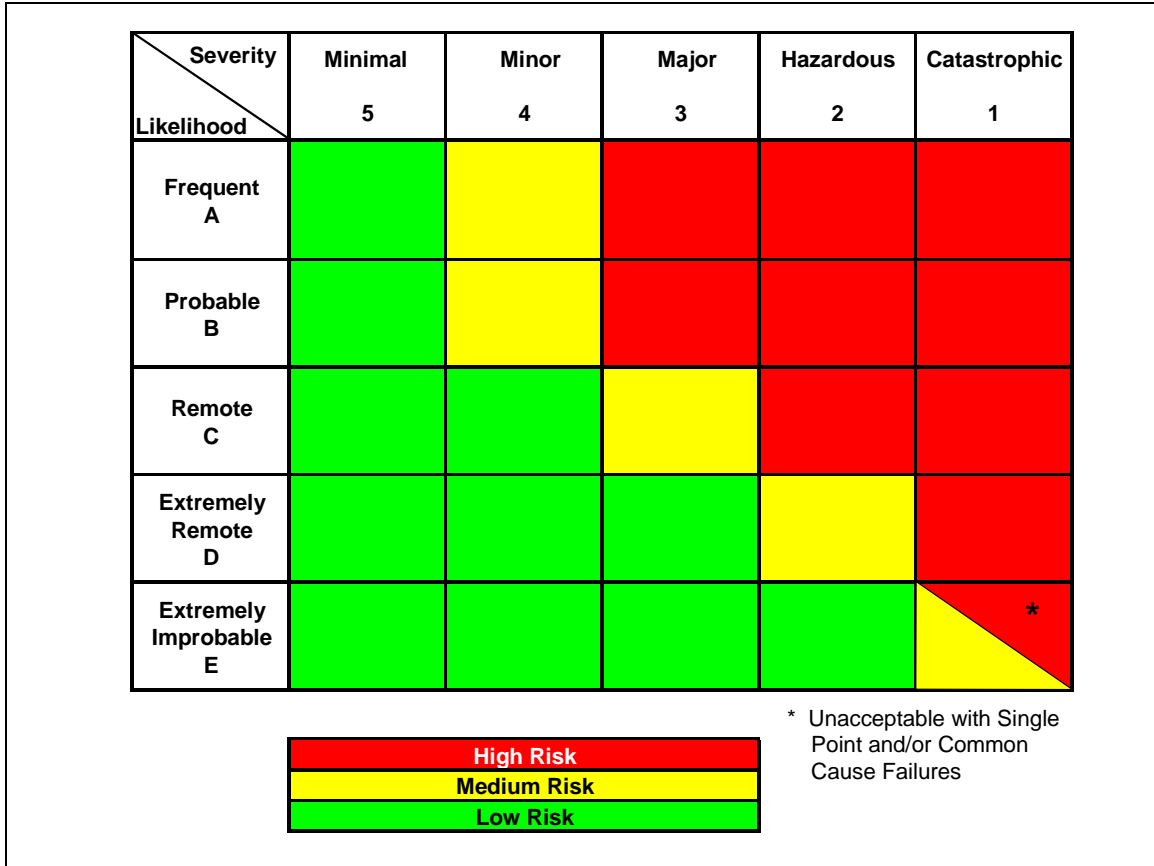 Severity
Likelihood
Minimal
5
Minor
4
Major
3
Hazardous
2
Catastrophic
1
Frequent
A
Probable
B
Remote
C
Extremely
Remote
D
Extremely
Improbable
E
*
* Unacceptable with Single
Point and/or Common
Cause Failures
High Risk
Medium Risk
Low Risk